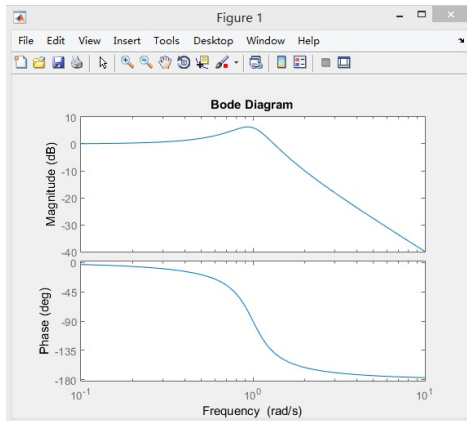 Figure 1
File Edit View Insert Tools Desktop Window Help
Bode Diagram
Magnitude (dB)
10
0
-10
-20
-30
-40
Phase (deg)
0
-45
-90
-135
-180
10^-1 10^0 10^1
Frequency (rad/s)